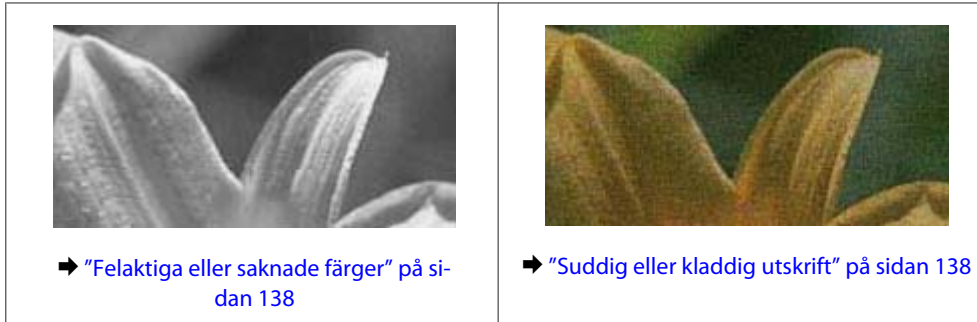 ➡ ”Felaktiga eller saknade färger” på si-
dan 138
➡ ”Suddig eller kladdig utskrift” på sidan 138